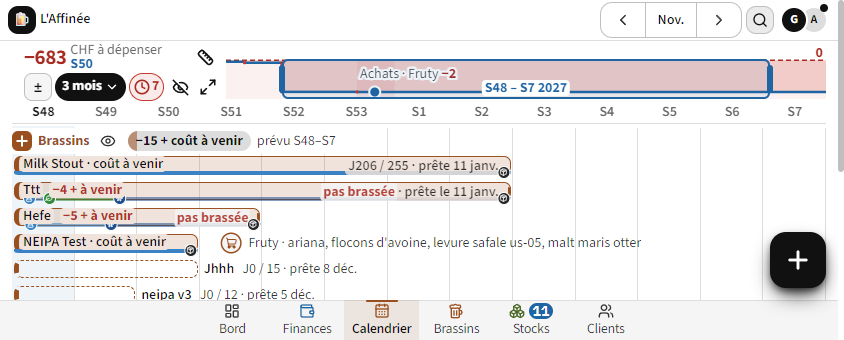 L'Affinée
Nov.
G
A
−683 CHF à dépenser
S50
± 3 mois 7
0
Achats · Fruty −2
S48 – S7 2027
S48 S49 S50 S51 S52 S53 S1 S2 S3 S4 S5 S6 S7
Brassins −15 + coût à venir prévu S48–S7
Milk Stout · coût à venir J206 / 255 · prête 11 janv.
Ttt −4 + à venir pas brassée · prête le 11 janv.
Hefe −5 + à venir pas brassée
NEIPA Test · coût à venir Fruty · ariana, flocons d'avoine, levure safale us-05, malt maris otter
Jhhh J0 / 15 · prête 8 déc.
neipa v3 J0 / 12 · prête 5 déc.
Bord Finances Calendrier Brassins Stocks 11 Clients